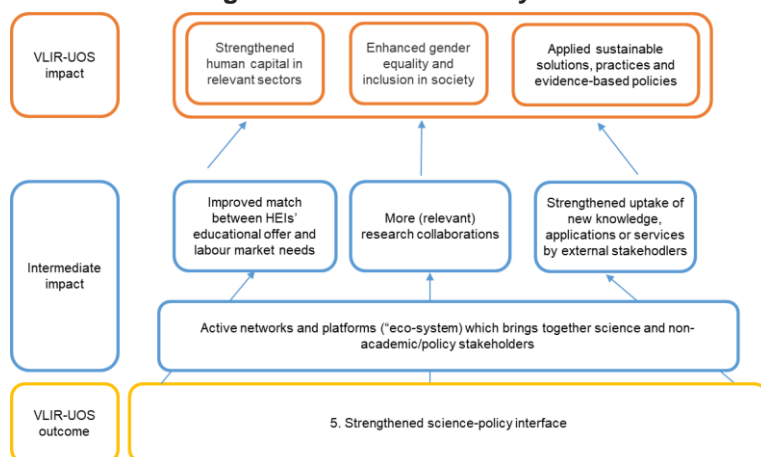 VLIR-UOS
impact
Strengthened
human capital in
relevant sectors
Enhanced gender
equality and
inclusion in society
Applied sustainable
solutions, practices and
evidence-based policies
Intermediate
impact
Improved match
between HEIs'
educational offer and
labour market needs
More (relevant)
research collaborations
Strengthened uptake of
new knowledge,
applications or services
by external stakehodlers
Active networks and platforms ("eco-system) which brings together science and non-
academic/policy stakeholders
VLIR-UOS
outcome
5. Strengthened science-policy interface